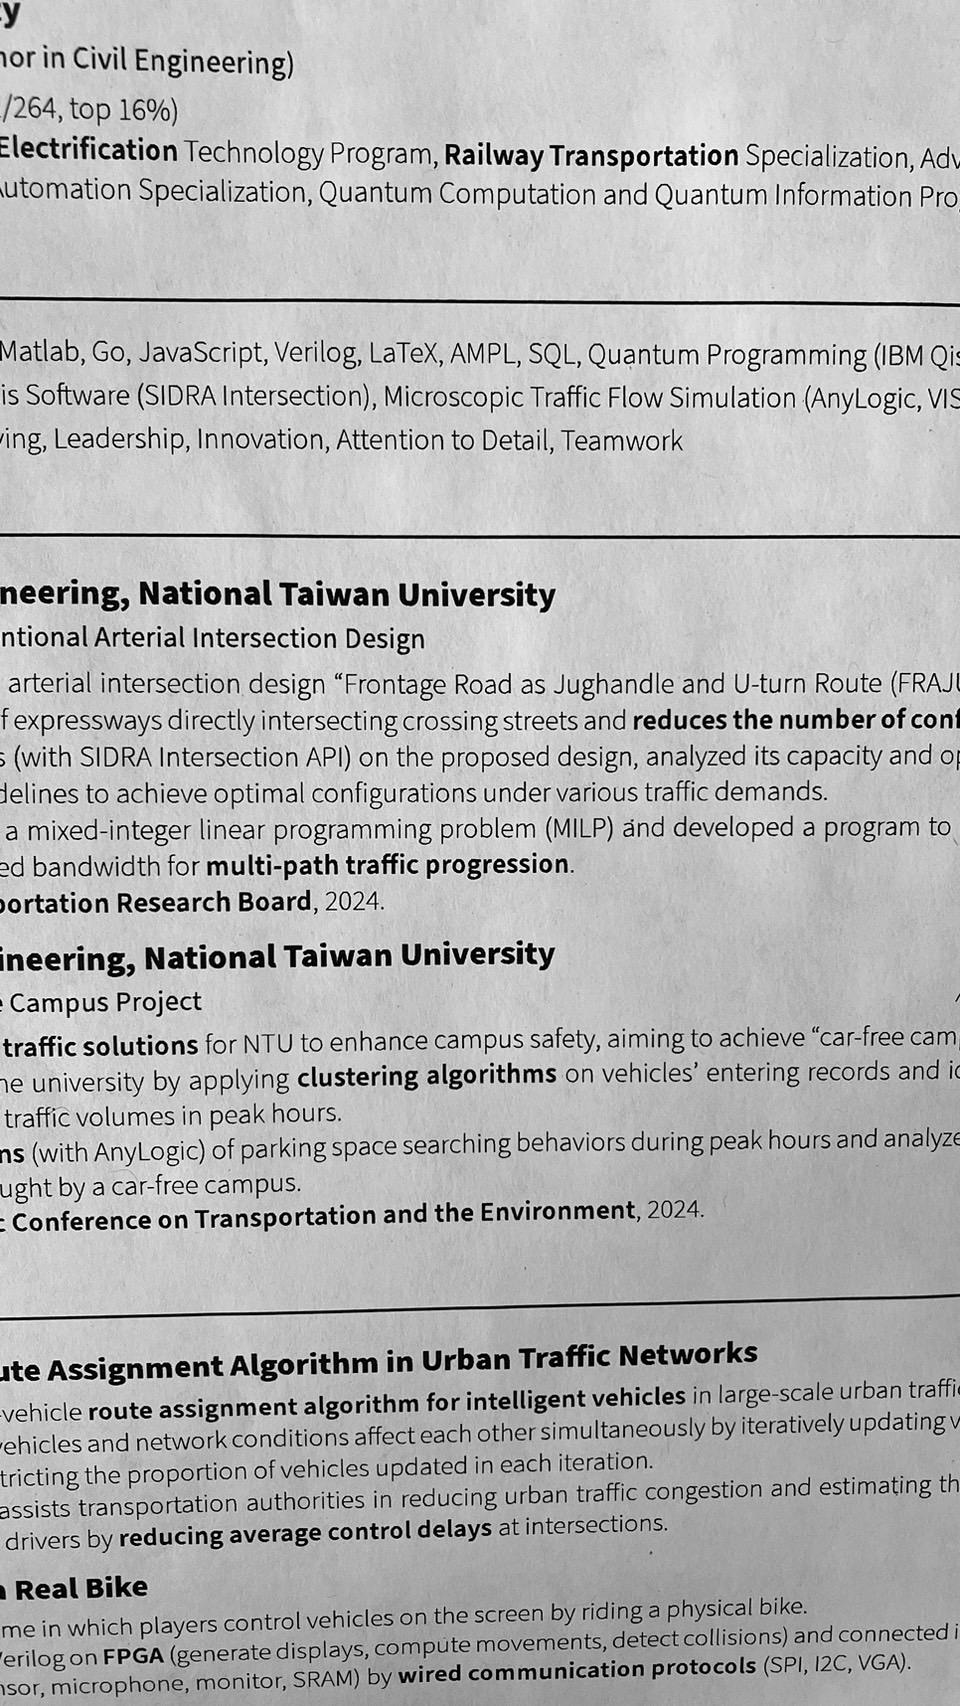 nor in Civil Engineering)
/264, top 16%)
Electrification Technology Program, Railway Transportation Specialization, Adv
Automation Specialization, Quantum Computation and Quantum Information Pro
Matlab, Go, JavaScript, Verilog, LaTeX, AMPL, SQL, Quantum Programming (IBM Qis
is Software (SIDRA Intersection), Microscopic Traffic Flow Simulation (AnyLogic, VIS
ving, Leadership, Innovation, Attention to Detail, Teamwork
neering, National Taiwan University
ntional Arterial Intersection Design
arterial intersection design “Frontage Road as Jughandle and U-turn Route (FRAJU
f expressways directly intersecting crossing streets and reduces the number of conf
s (with SIDRA Intersection API) on the proposed design, analyzed its capacity and op
delines to achieve optimal configurations under various traffic demands.
a mixed-integer linear programming problem (MILP) and developed a program to
ed bandwidth for multi-path traffic progression.
portation Research Board, 2024.
ineering, National Taiwan University
e Campus Project
traffic solutions for NTU to enhance campus safety, aiming to achieve “car-free cam
he university by applying clustering algorithms on vehicles’ entering records and id
traffic volumes in peak hours.
ns (with AnyLogic) of parking space searching behaviors during peak hours and analyze
ught by a car-free campus.
c Conference on Transportation and the Environment, 2024.
ute Assignment Algorithm in Urban Traffic Networks
-vehicle route assignment algorithm for intelligent vehicles in large-scale urban traffic
vehicles and network conditions affect each other simultaneously by iteratively updating v
tricting the proportion of vehicles updated in each iteration.
assists transportation authorities in reducing urban traffic congestion and estimating th
drivers by reducing average control delays at intersections.
a Real Bike
me in which players control vehicles on the screen by riding a physical bike.
Verilog on FPGA (generate displays, compute movements, detect collisions) and connected i
nsor, microphone, monitor, SRAM) by wired communication protocols (SPI, I2C, VGA).